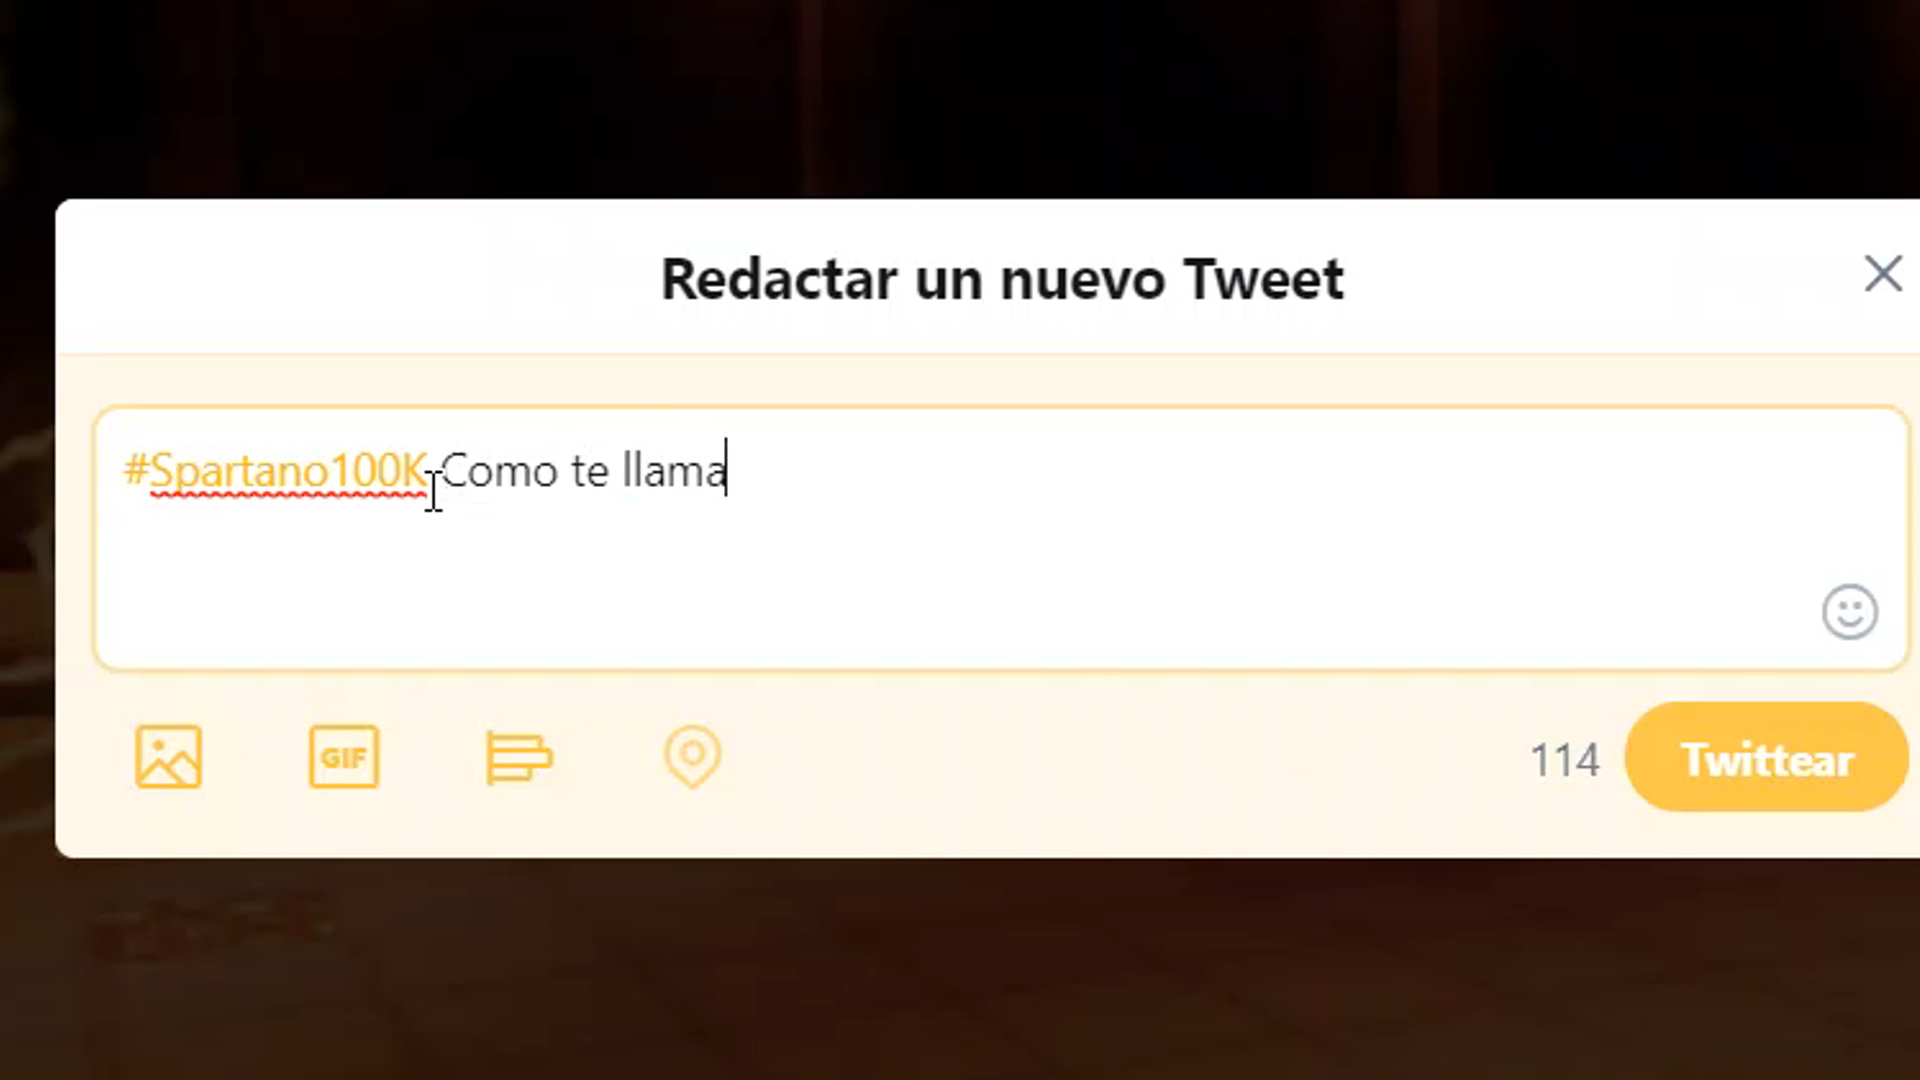 Redactar un nuevo Tweet
#Spartano100K Como te llama
GIF
114
Twittear